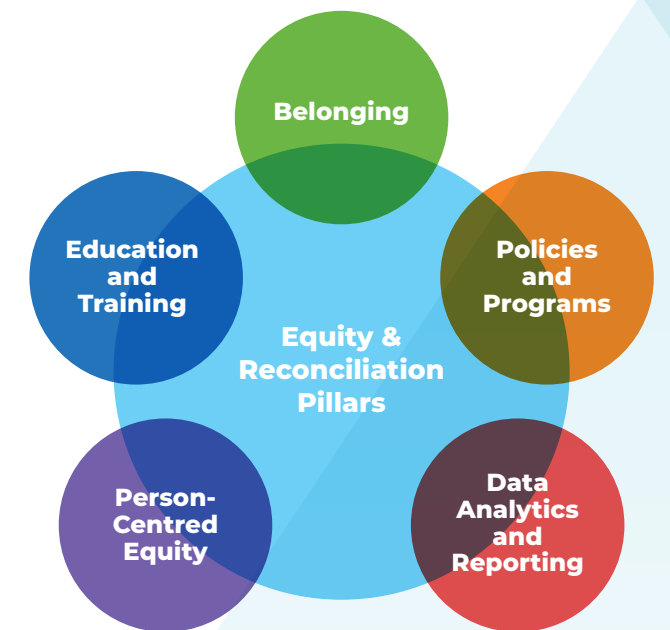 Belonging
Education
and
Training
Policies
and
Programs
Equity &
Reconciliation
Pillars
Person-
Centred
Equity
Data
Analytics
and
Reporting